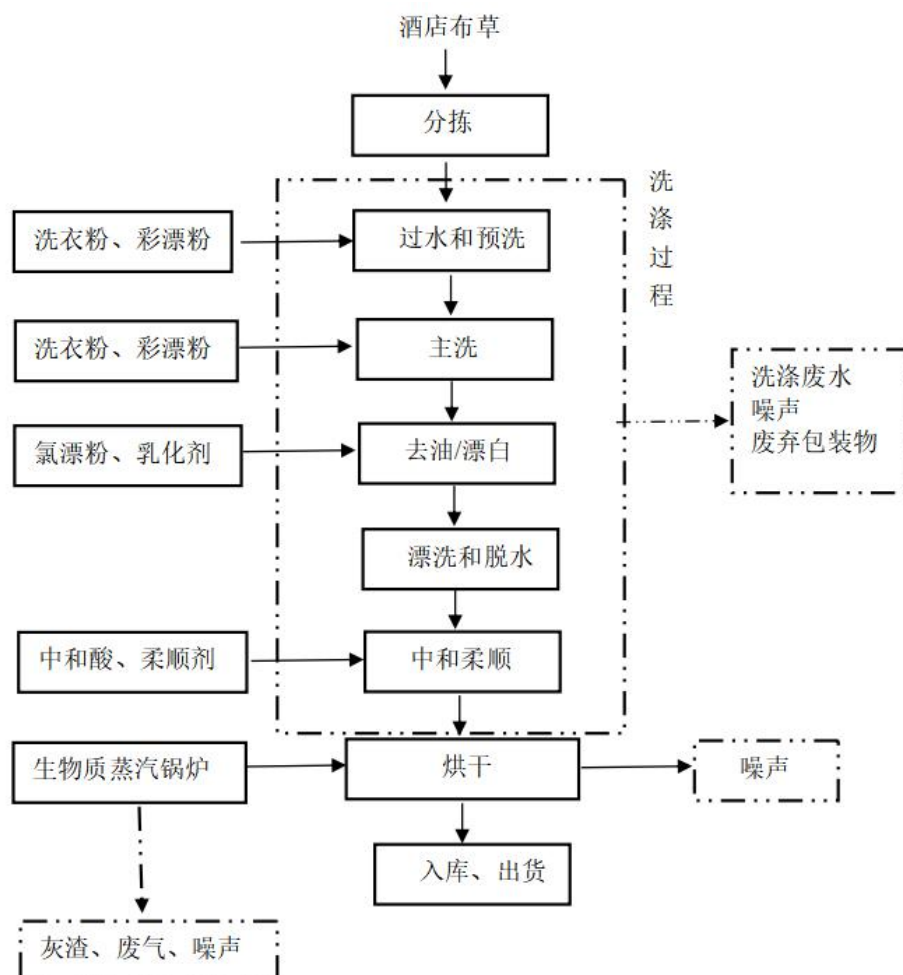 酒店布草
分拣
洗涤过程
洗衣粉、彩漂粉
过水和预洗
洗衣粉、彩漂粉
主洗
洗涤废水
噪声
废弃包装物
氯漂粉、乳化剂
去油/漂白
漂洗和脱水
中和酸、柔顺剂
中和柔顺
生物质蒸汽锅炉
烘干
噪声
入库、出货
灰渣、废气、噪声